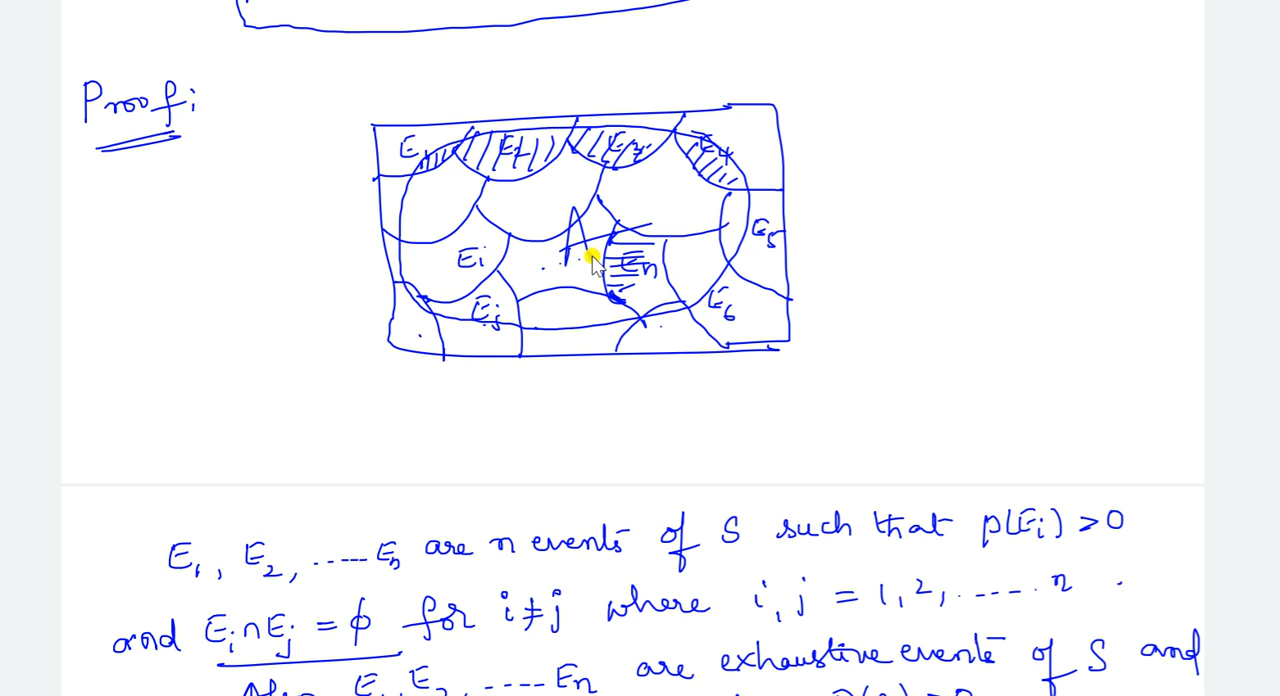 Proof:
E₁ E₂ E₃ E₄
A E₅
Ei En
Ej E₆
E₁, E₂, ..... En are n events of S such that p(Ei) > 0
and Ei ∩ Ej = ϕ for i ≠ j where i, j = 1, 2, ..... n .
Also E₁, E₂, ..... En are exhaustive events of S and